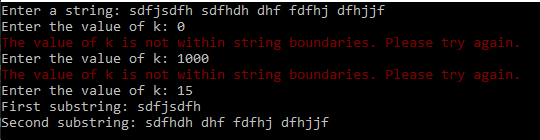 Enter a string: sdfjsdfh sdfhdh dhf fdfhj dfhjjf
Enter the value of k: 0
The value of k is not within string boundaries. Please try again.
Enter the value of k: 1000
The value of k is not within string boundaries. Please try again.
Enter the value of k: 15
First substring: sdfjsdfh
Second substring: sdfhdh dhf fdfhj dfhjjf